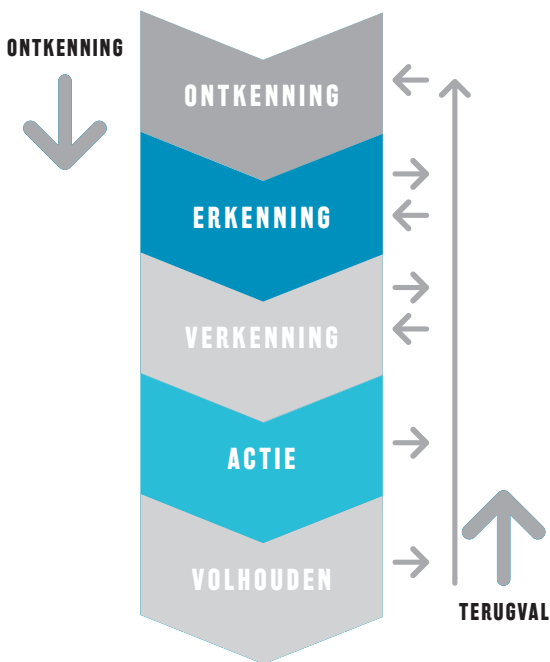 ONTKENNING
ONTKENNING
ERKENNING
VERKENNING
ACTIE
VOLHOUDEN
TERUGVAL